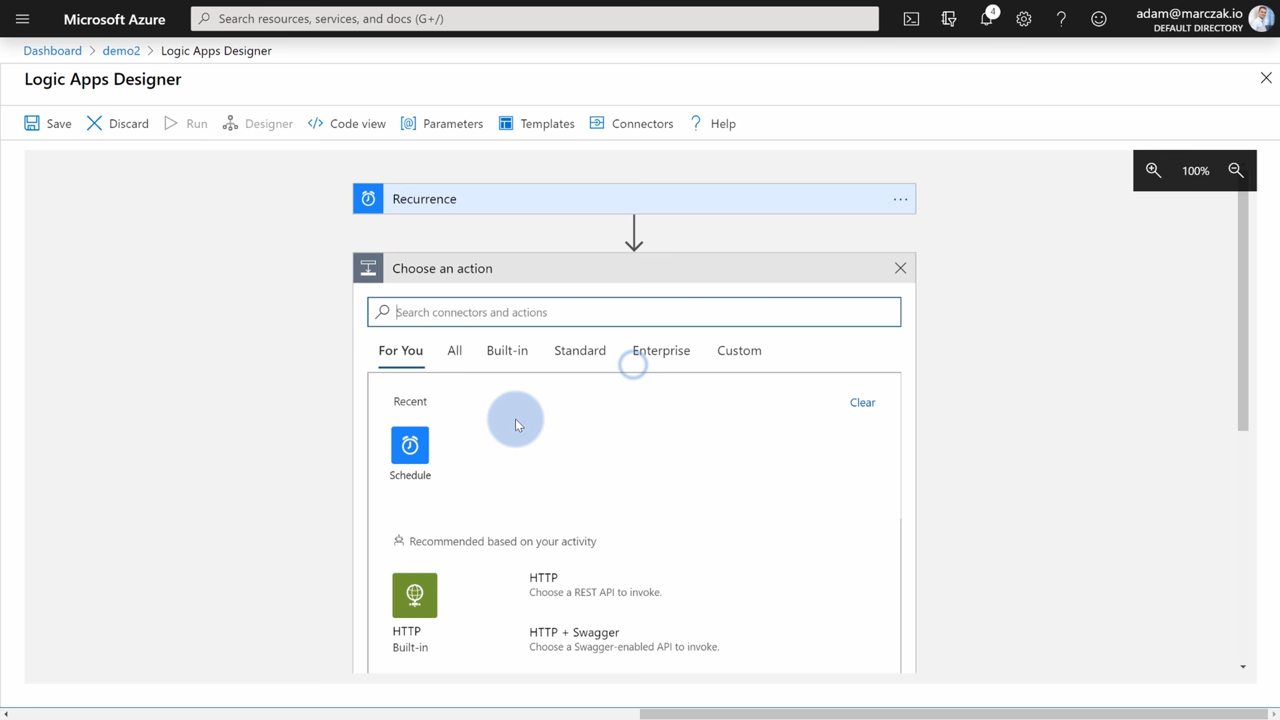 Microsoft Azure
Search resources, services, and docs (G+/)
4
adam@marczak.io
DEFAULT DIRECTORY
Dashboard > demo2 > Logic Apps Designer
Logic Apps Designer
Save Discard Run Designer Code view Parameters Templates Connectors Help
100%
Recurrence
Choose an action
Search connectors and actions
For You All Built-in Standard Enterprise Custom
Recent
Clear
Schedule
Recommended based on your activity
HTTP
Built-in
HTTP
Choose a REST API to invoke.
HTTP + Swagger
Choose a Swagger-enabled API to invoke.